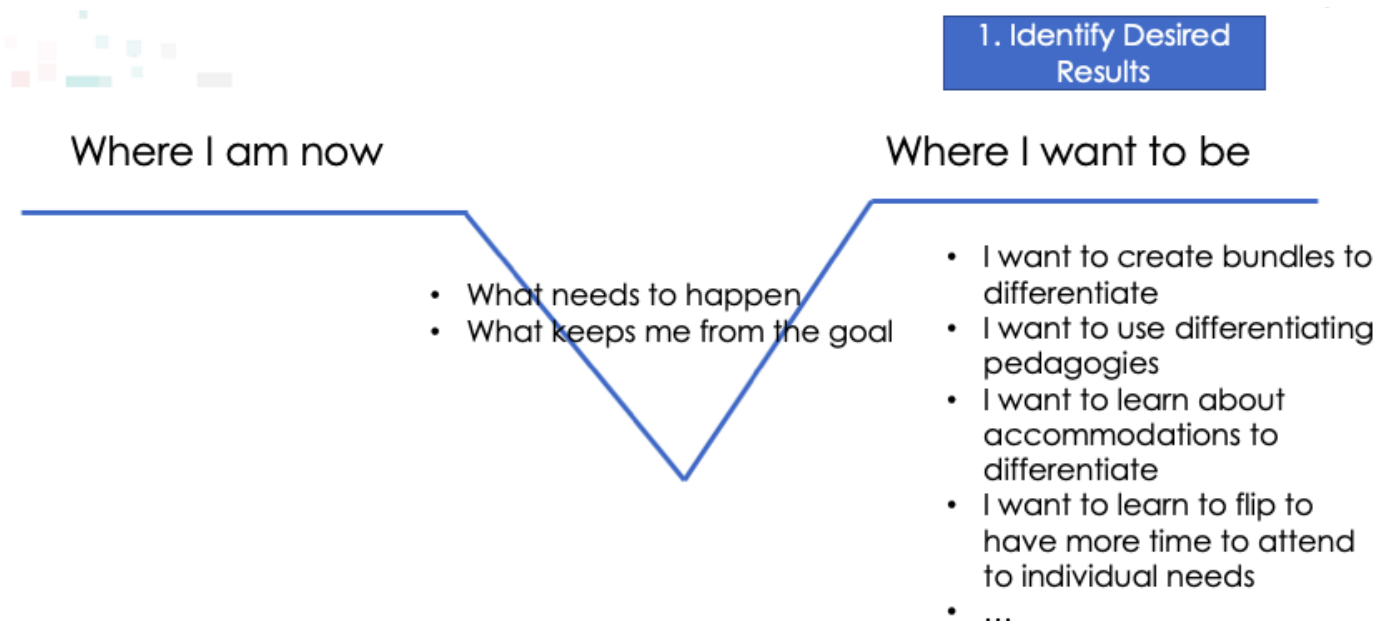 1. Identify Desired
Results
Where I am now
Where I want to be
• What needs to happen
• What keeps me from the goal
• I want to create bundles to
differentiate
• I want to use differentiating
pedagogies
• I want to learn about
accommodations to
differentiate
• I want to learn to flip to
have more time to attend
to individual needs
• ...